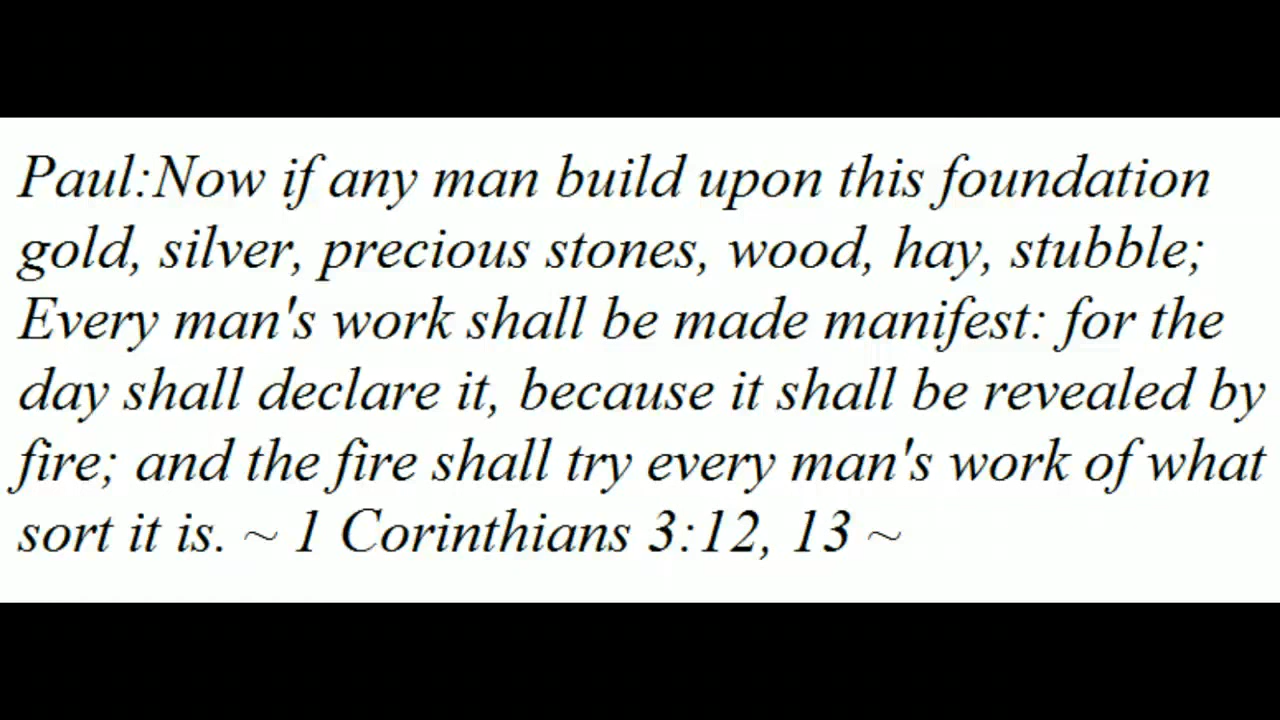 Paul:Now if any man build upon this foundation
gold, silver, precious stones, wood, hay, stubble;
Every man's work shall be made manifest: for the
day shall declare it, because it shall be revealed by
fire; and the fire shall try every man's work of what
sort it is. ~ 1 Corinthians 3:12, 13 ~